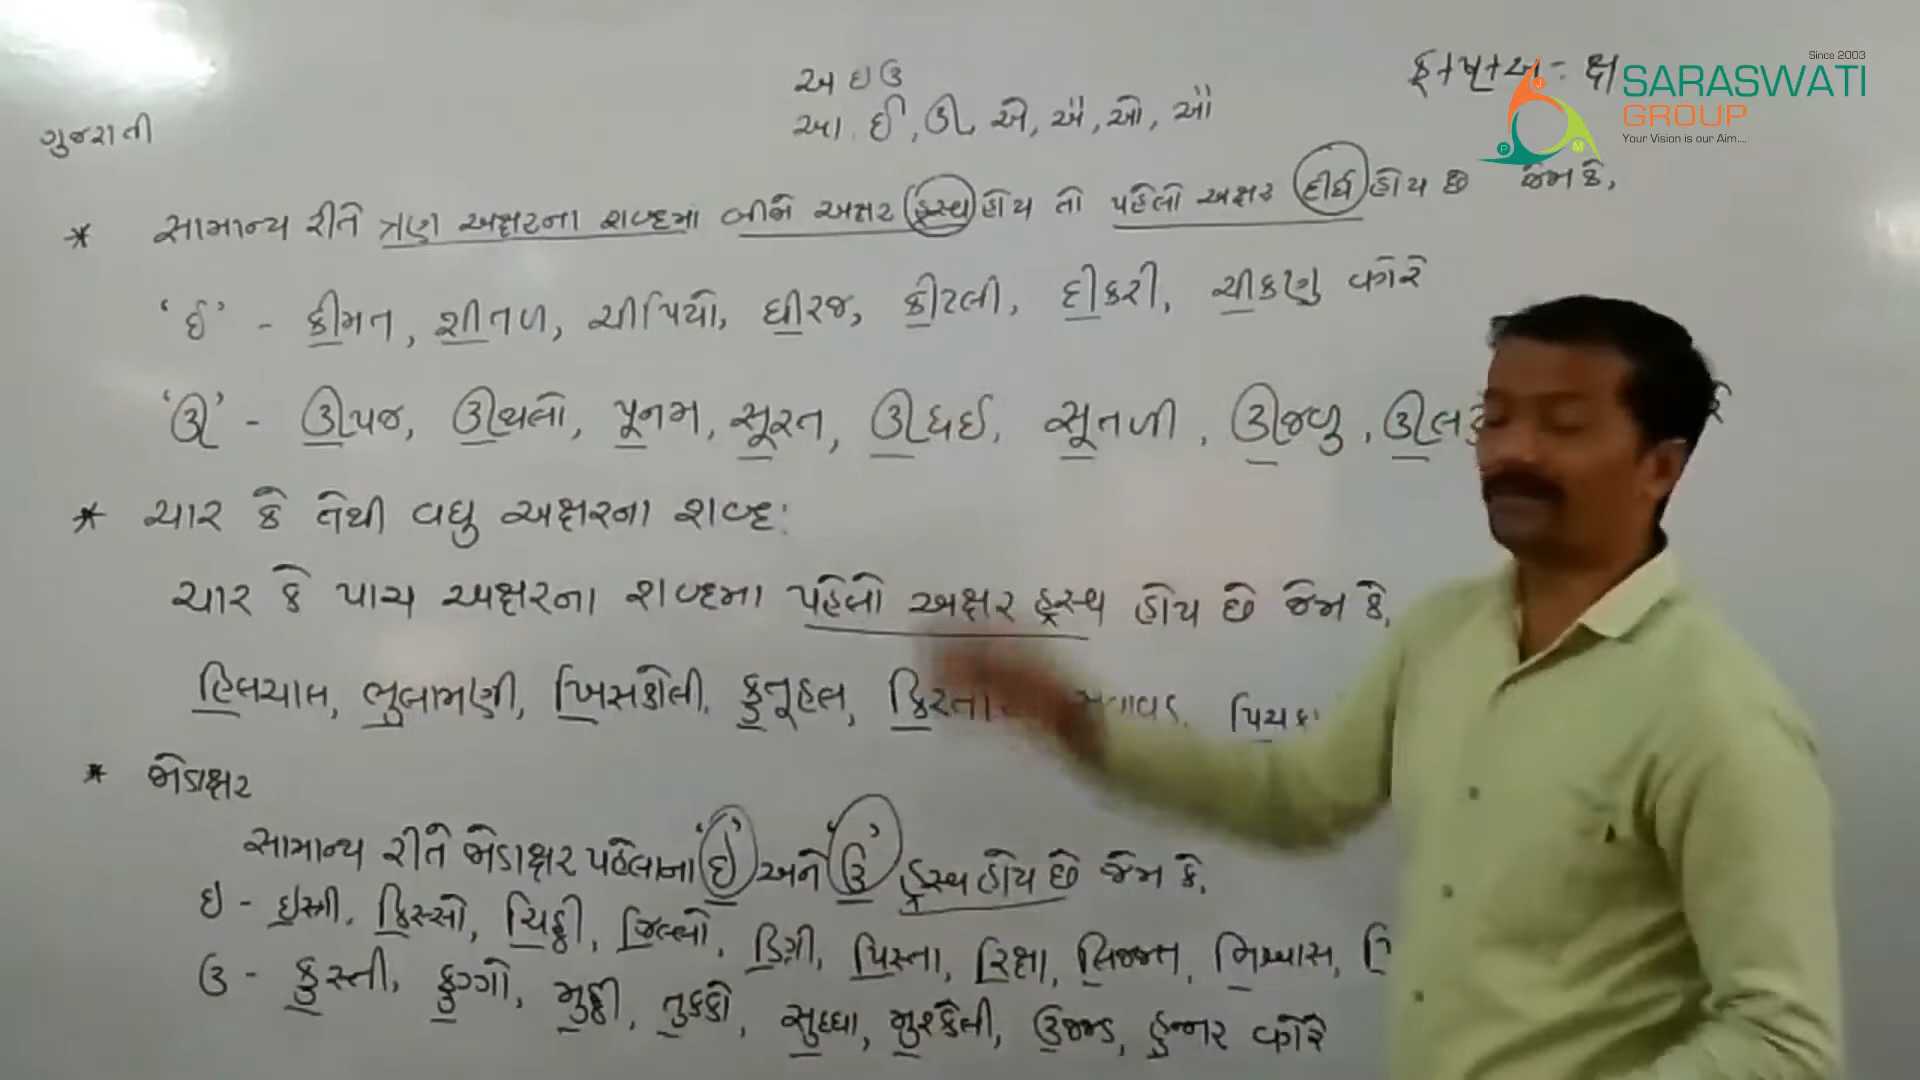 અ ઇ ઉ
આ. ઈ, ઊ, એ, ઐ, ઓ, ઔ
ક્+ષ્+અ = ક્ષ
Since 2003
SARASWATI
GROUP
Your Vision is our Aim....
J
P
M
ગુજરાતી
* સામાન્ય રીતે ત્રણ અક્ષરના શબ્દમાં બીજો અક્ષર હ્રસ્થ હોય તો પહેલો અક્ષર દીર્ઘ હોય છે જેમ કે,
'ઈ' - કીમત, શીતળ, ચીપિયો, ધીરજ, કીટલી, દીકરી, ચીકણુ વગેરે
'ઊ' - ઊપજ, ઊથલો, પૂનમ, સૂરત, ઊધઈ, સૂતળી, ઊજળુ,
* ચાર કે તેથી વધુ અક્ષરના શબ્દ:
ચાર કે પાચ અક્ષરના શબ્દમા પહેલો અક્ષર હ્રસ્થ હોય છે જેમ કે,
હિલચાલ, ભુલામણી, ખિસકોલી, કુતૂહલ,
* જોડાક્ષર
સામાન્ય રીતે જોડાક્ષર પહેલાના 'ઇ' અને 'ઉ' હ્રસ્થ હોય છે જેમ કે,
ઇ - ઇસ્ત્રી, કિસ્સો, ચિઠ્ઠી, જિલ્લો, ડિગ્રી, પિસ્તા, રિક્ષા, લિજ્જત,
ઉ - કુસ્તી, ફુગ્ગો, મુઠ્ઠી, તુક્કો, સુધ્ધા, મુશ્કેલી, ઉજ્જડ, હુન્નર વગેરે